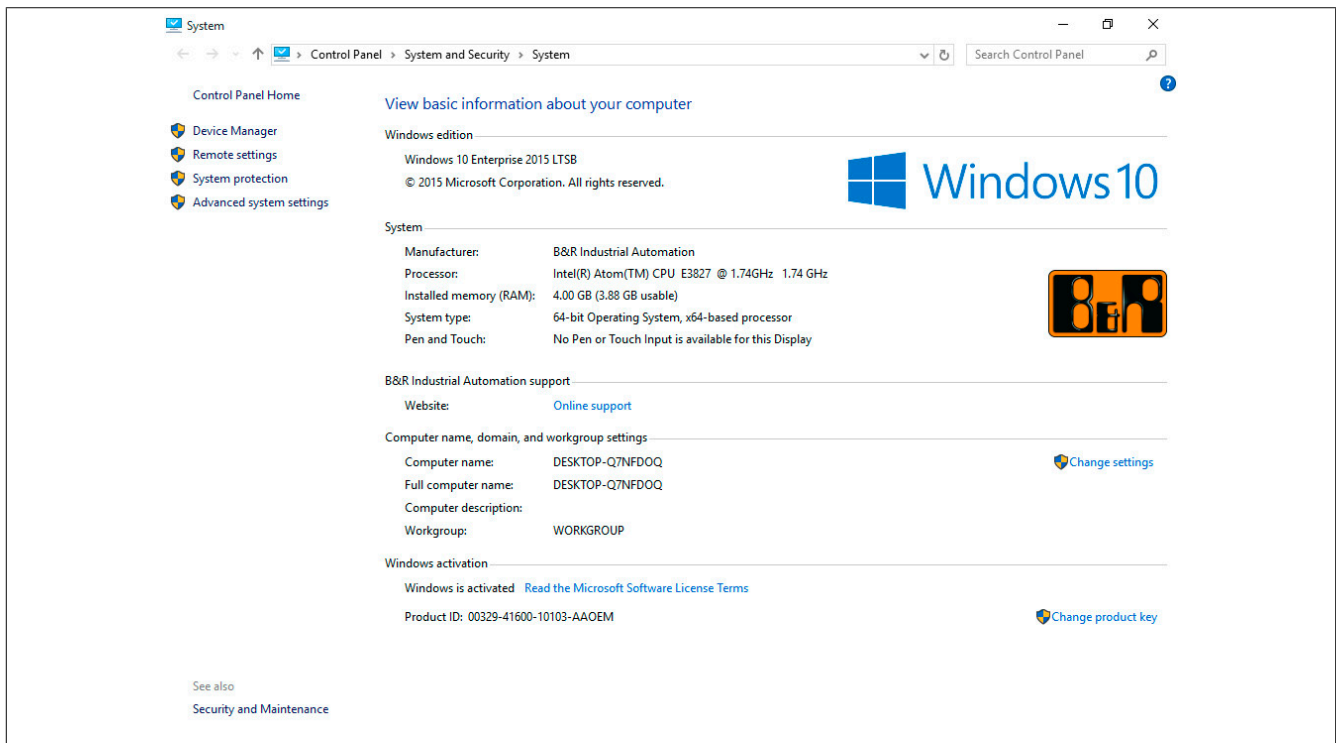 System
Control Panel > System and Security > System
Search Control Panel
Control Panel Home
Device Manager
Remote settings
System protection
Advanced system settings
View basic information about your computer
Windows edition
Windows 10 Enterprise 2015 LTSB
© 2015 Microsoft Corporation. All rights reserved.
Windows 10
System
Manufacturer: B&R Industrial Automation
Processor: Intel(R) Atom(TM) CPU E3827 @ 1.74GHz 1.74 GHz
Installed memory (RAM): 4.00 GB (3.88 GB usable)
System type: 64-bit Operating System, x64-based processor
Pen and Touch: No Pen or Touch Input is available for this Display
B&R
B&R Industrial Automation support
Website: Online support
Computer name, domain, and workgroup settings
Computer name: DESKTOP-Q7NFDOQ
Change settings
Full computer name: DESKTOP-Q7NFDOQ
Computer description:
Workgroup: WORKGROUP
Windows activation
Windows is activated Read the Microsoft Software License Terms
Product ID: 00329-41600-10103-AAOEM
Change product key
See also
Security and Maintenance